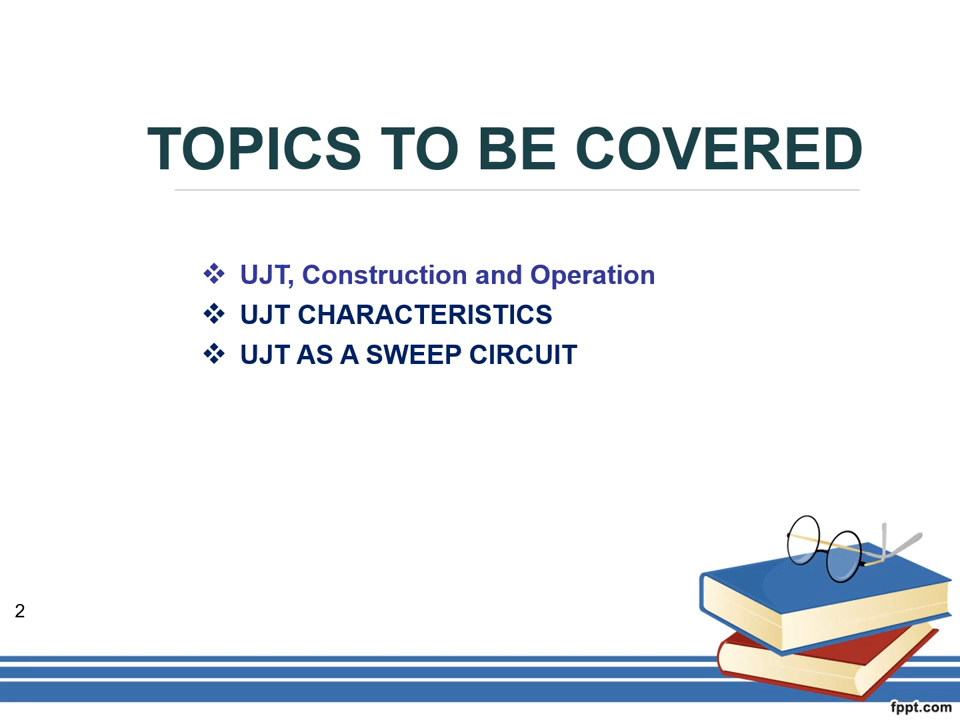 TOPICS TO BE COVERED
❖ UJT, Construction and Operation
❖ UJT CHARACTERISTICS
❖ UJT AS A SWEEP CIRCUIT
2
fppt.com